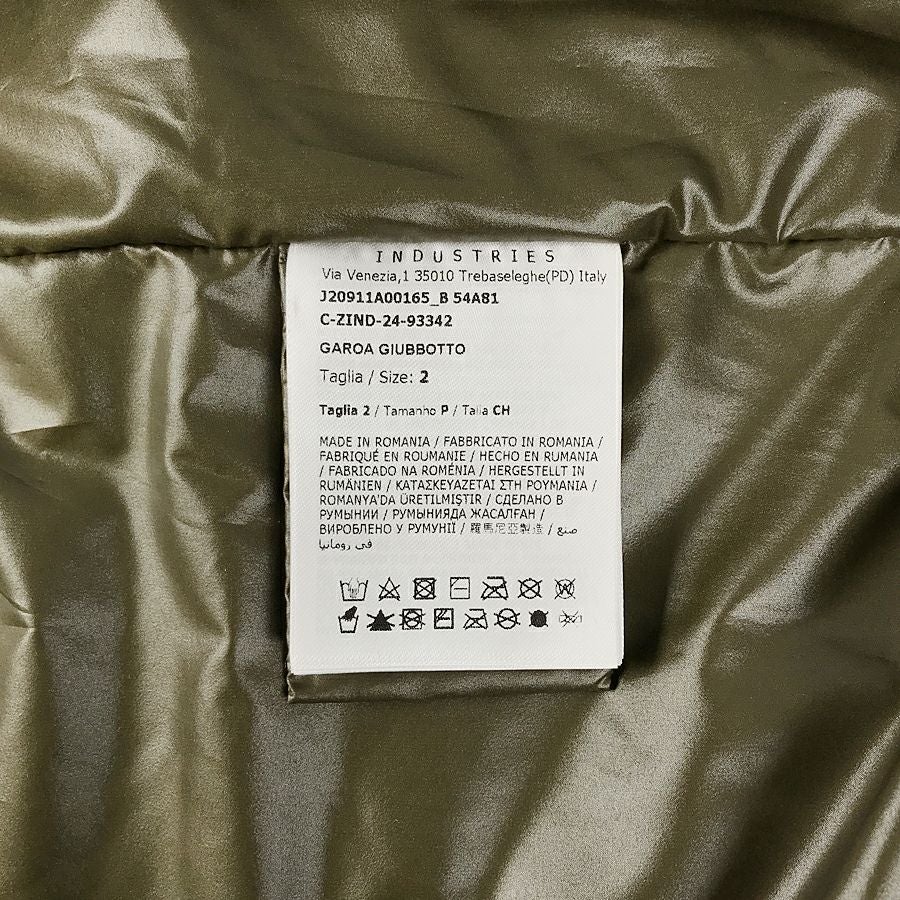 INDUSTRIES
Via Venezia,1 35010 Trebaseleghe(PD) Italy
J20911A00165_B 54A81
C-ZIND-24-93342
GAROA GIUBBOTTO
Taglia / Size: 2
Taglia 2 / Tamanho P / Talla CH
MADE IN ROMANIA / FABBRICATO IN ROMANIA /
FABRIQUÉ EN ROUMANIE / HECHO EN RUMANIA
/ FABRICADO NA ROMÉNIA / HERGESTELLT IN
RUMÄNIEN / ΚΑΤΑΣΚΕΥΑΖΕΤΑΙ ΣΤΗ ΡΟΥΜΑΝΙΑ /
ROMANYA'DA ÜRETILMIŞTIR / СДЕЛАНО В
РУМЫНИИ / РУМЫНИЯДА ЖАСАЛҒАН /
ВИРОБЛЕНО У РУМУНІЇ / 羅馬尼亞製造 / صنع
في رومانيا